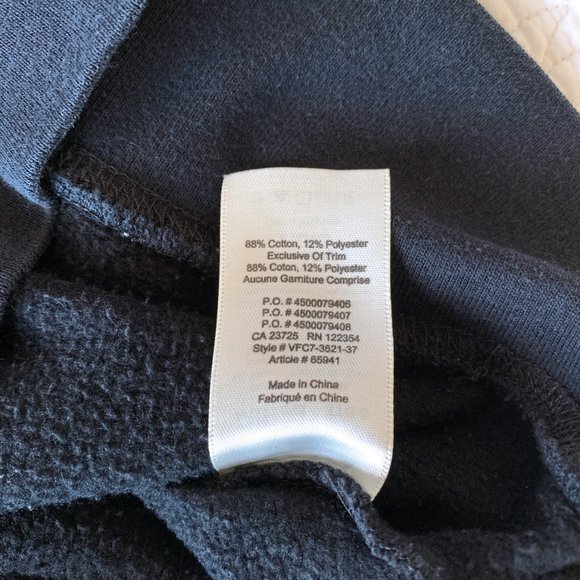 88% Cotton, 12% Polyester
Exclusive Of Trim
88% Coton, 12% Polyester
Aucune Garniture Comprise
P.O. # 4500079406
P.O. # 4500079407
P.O. # 4500079408
CA 23725 RN 122354
Style # VFC7-3621-37
Article # 65941
Made in China
Fabriqué en Chine